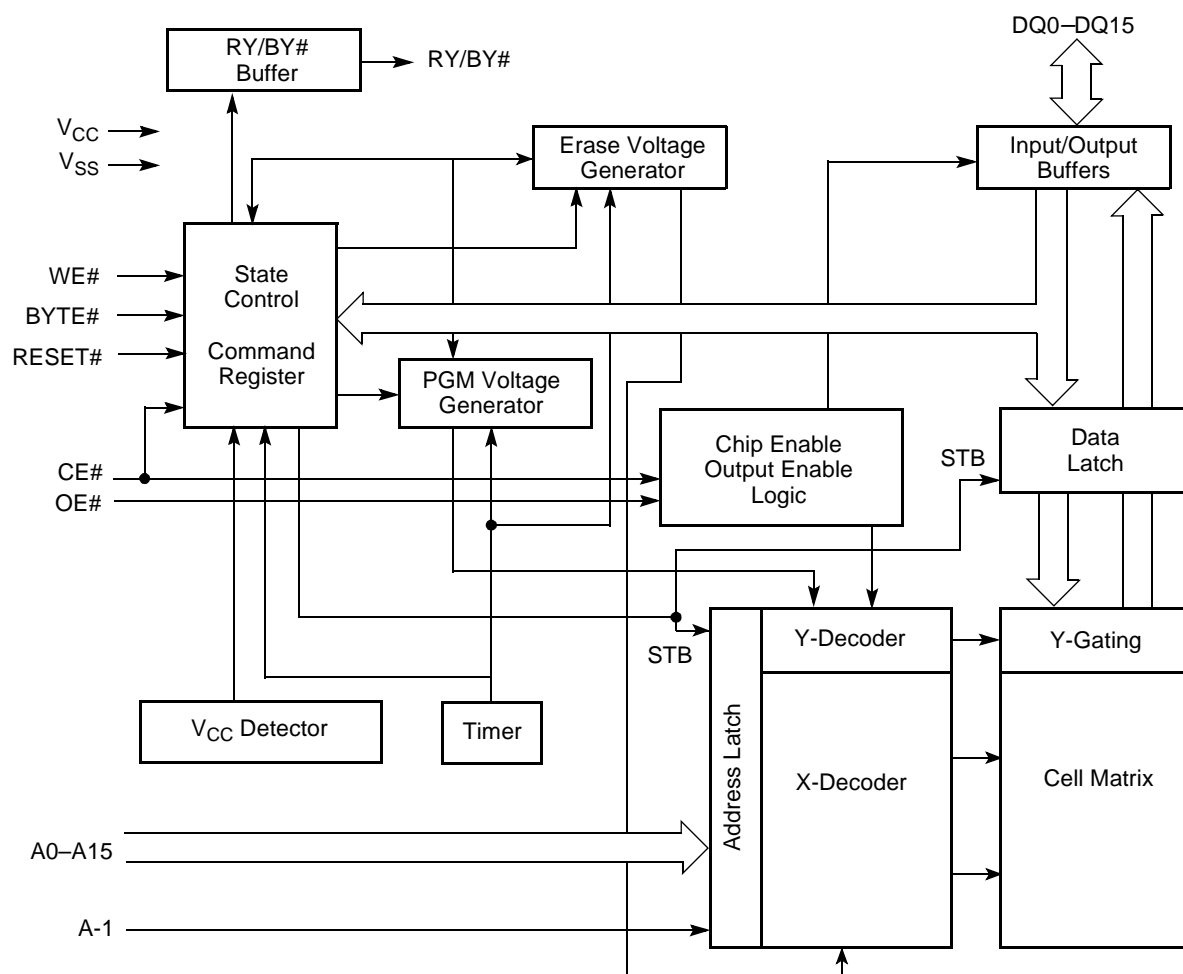 DQ0–DQ15
RY/BY#
Buffer
RY/BY#
VCC
VSS
Erase Voltage
Generator
Input/Output
Buffers
WE#
BYTE#
RESET#
State
Control
Command
Register
PGM Voltage
Generator
Chip Enable
Output Enable
Logic
STB
Data
Latch
CE#
OE#
STB
Y-Decoder
Y-Gating
VCC Detector
Timer
Address Latch
X-Decoder
Cell Matrix
A0–A15
A-1